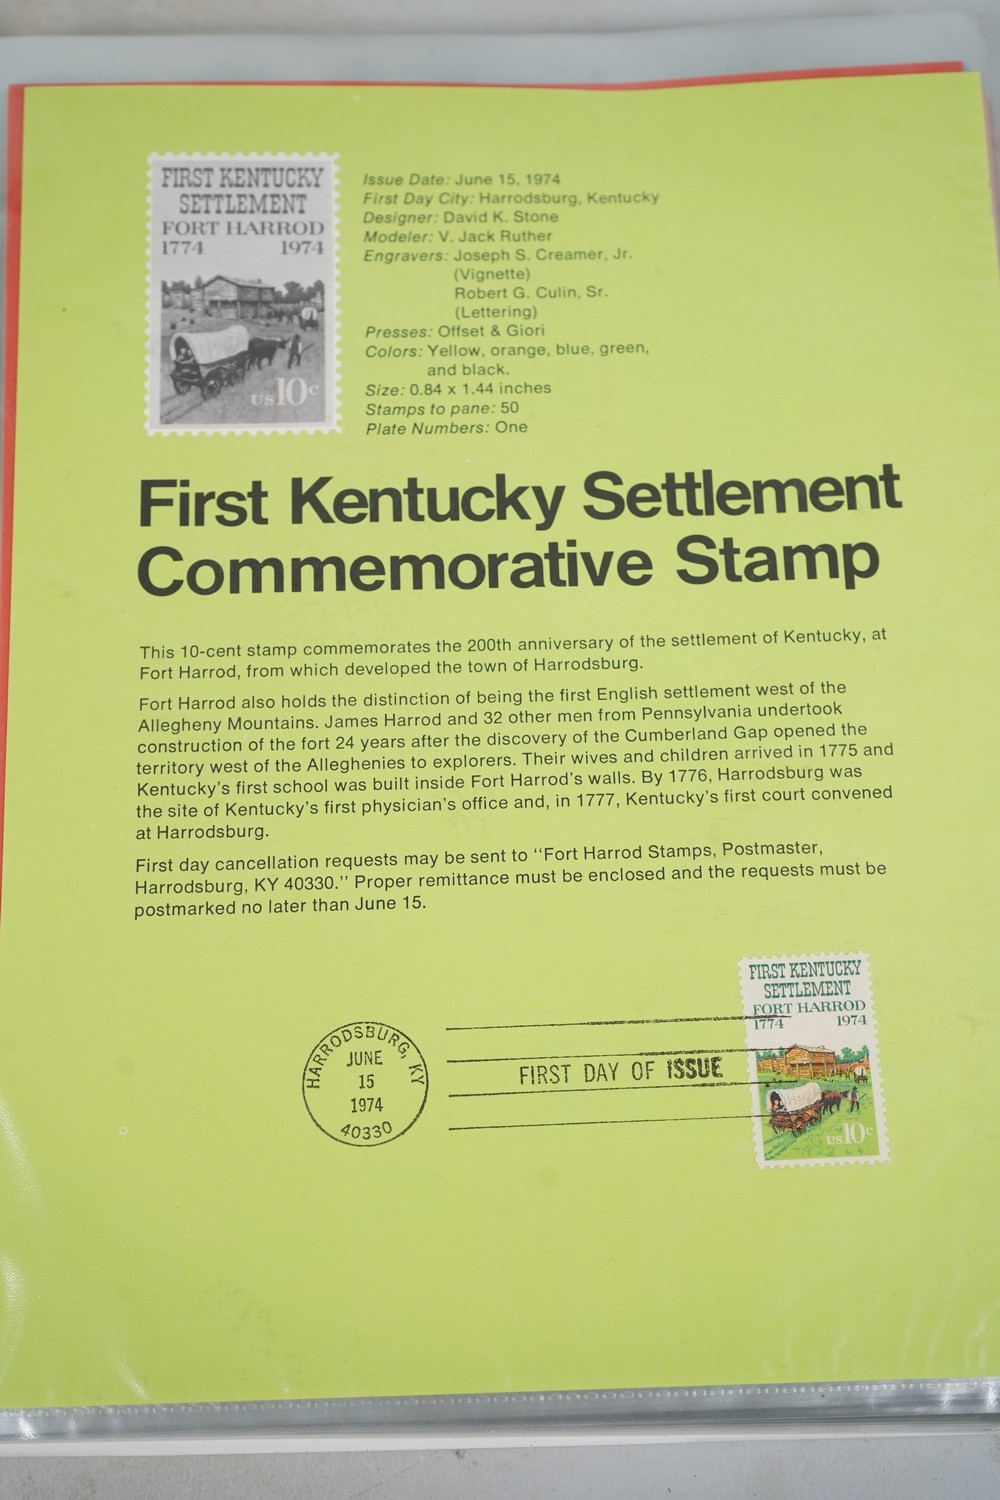 FIRST KENTUCKY
SETTLEMENT
FORT HARROD
1774 1974
US10c
Issue Date: June 15, 1974
First Day City: Harrodsburg, Kentucky
Designer: David K. Stone
Modeler: V. Jack Ruther
Engravers: Joseph S. Creamer, Jr.
(Vignette)
Robert G. Culin, Sr.
(Lettering)
Presses: Offset & Giori
Colors: Yellow, orange, blue, green,
and black.
Size: 0.84 x 1.44 inches
Stamps to pane: 50
Plate Numbers: One
First Kentucky Settlement
Commemorative Stamp
This 10-cent stamp commemorates the 200th anniversary of the settlement of Kentucky, at
Fort Harrod, from which developed the town of Harrodsburg.
Fort Harrod also holds the distinction of being the first English settlement west of the
Allegheny Mountains. James Harrod and 32 other men from Pennsylvania undertook
construction of the fort 24 years after the discovery of the Cumberland Gap opened the
territory west of the Alleghenies to explorers. Their wives and children arrived in 1775 and
Kentucky's first school was built inside Fort Harrod's walls. By 1776, Harrodsburg was
the site of Kentucky's first physician's office and, in 1777, Kentucky's first court convened
at Harrodsburg.
First day cancellation requests may be sent to "Fort Harrod Stamps, Postmaster,
Harrodsburg, KY 40330." Proper remittance must be enclosed and the requests must be
postmarked no later than June 15.
HARRODSBURG, KY
JUNE
15
1974
40330
FIRST DAY OF ISSUE
FIRST KENTUCKY
SETTLEMENT
FORT HARROD
1774 1974
US10c